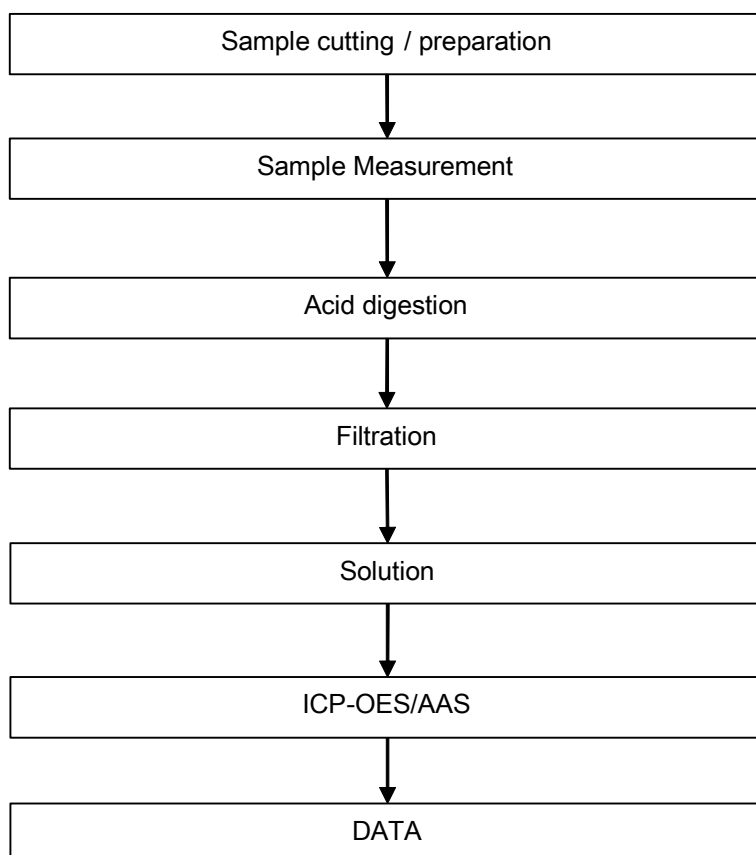 Sample cutting / preparation
Sample Measurement
Acid digestion
Filtration
Solution
ICP-OES/AAS
DATA